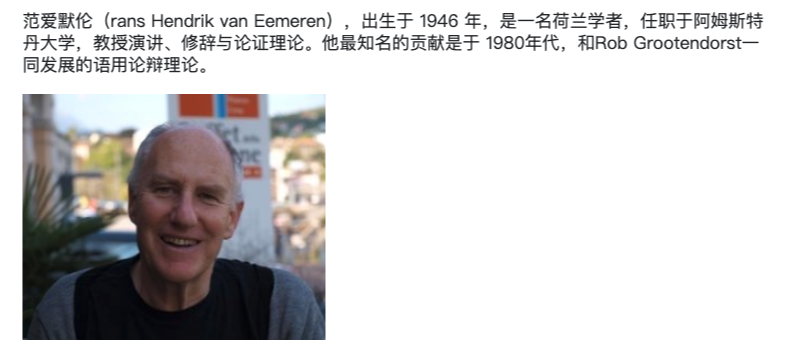 范爱默伦（rans Hendrik van Eemeren），出生于 1946 年，是一名荷兰学者，任职于阿姆斯特
丹大学，教授演讲、修辞与论证理论。他最知名的贡献是于 1980年代，和Rob Grootendorst一
同发展的语用论辩理论。